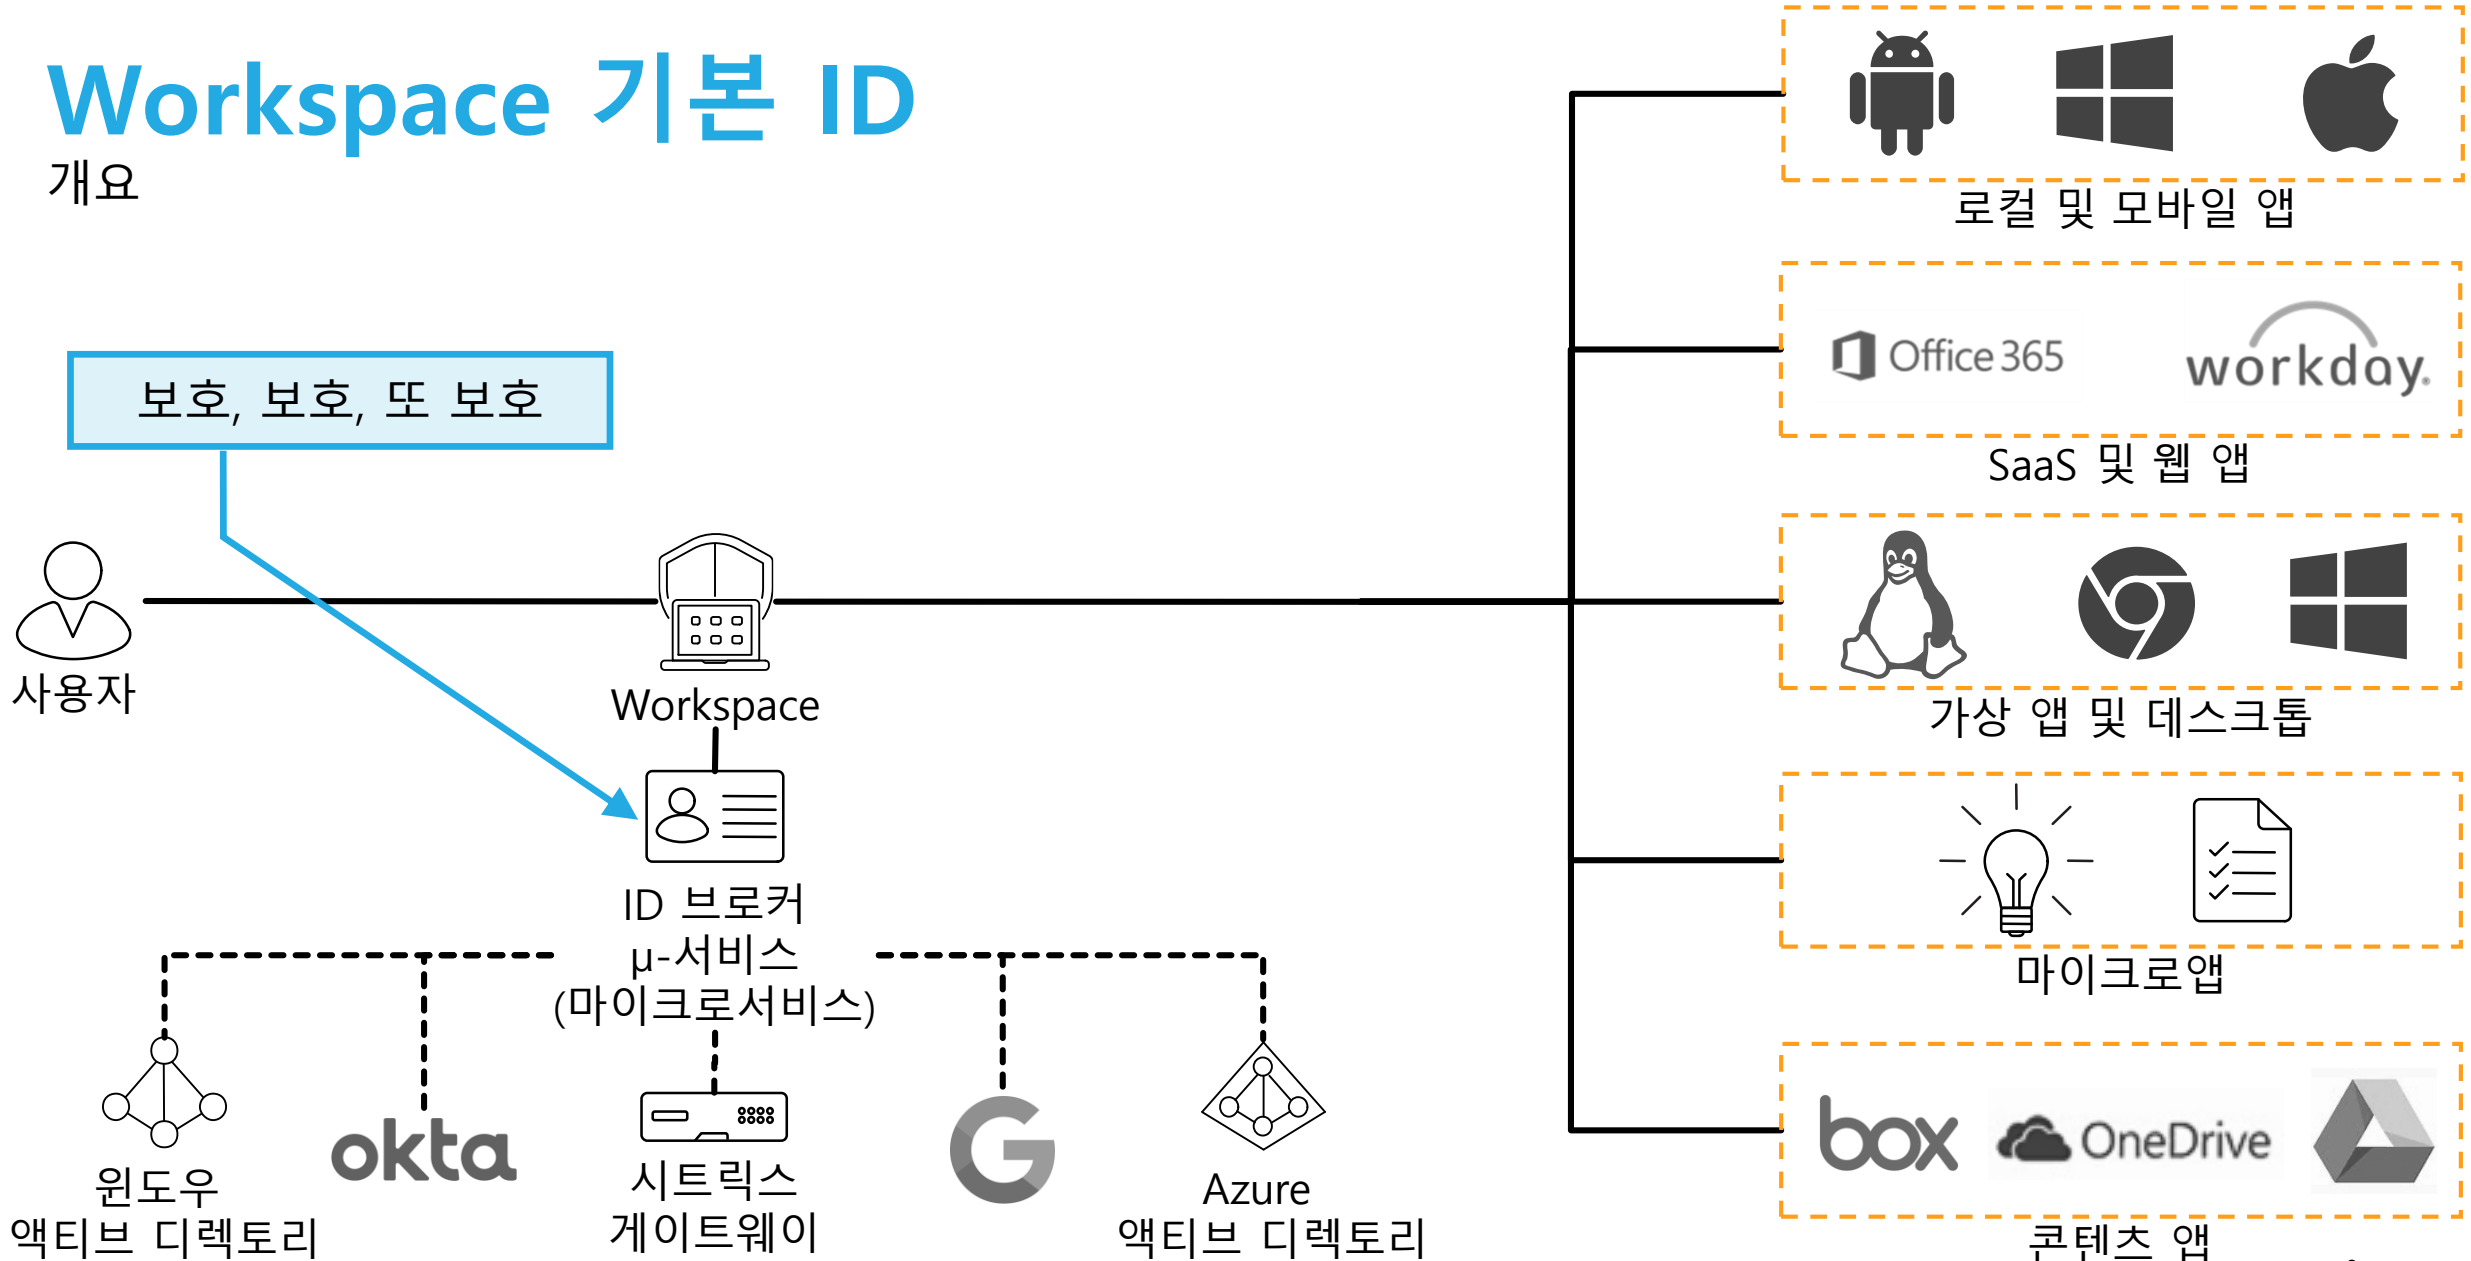 Workspace 기본 ID
개요
로컬 및 모바일 앱
Office 365
workday®
SaaS 및 웹 앱
보호, 보호, 또 보호
사용자
Workspace
가상 앱 및 데스크톱
ID 브로커
μ-서비스
(마이크로서비스)
마이크로앱
윈도우
액티브 디렉토리
okta
시트릭스
게이트웨이
G
Azure
액티브 디렉토리
box
OneDrive
콘텐츠 앱